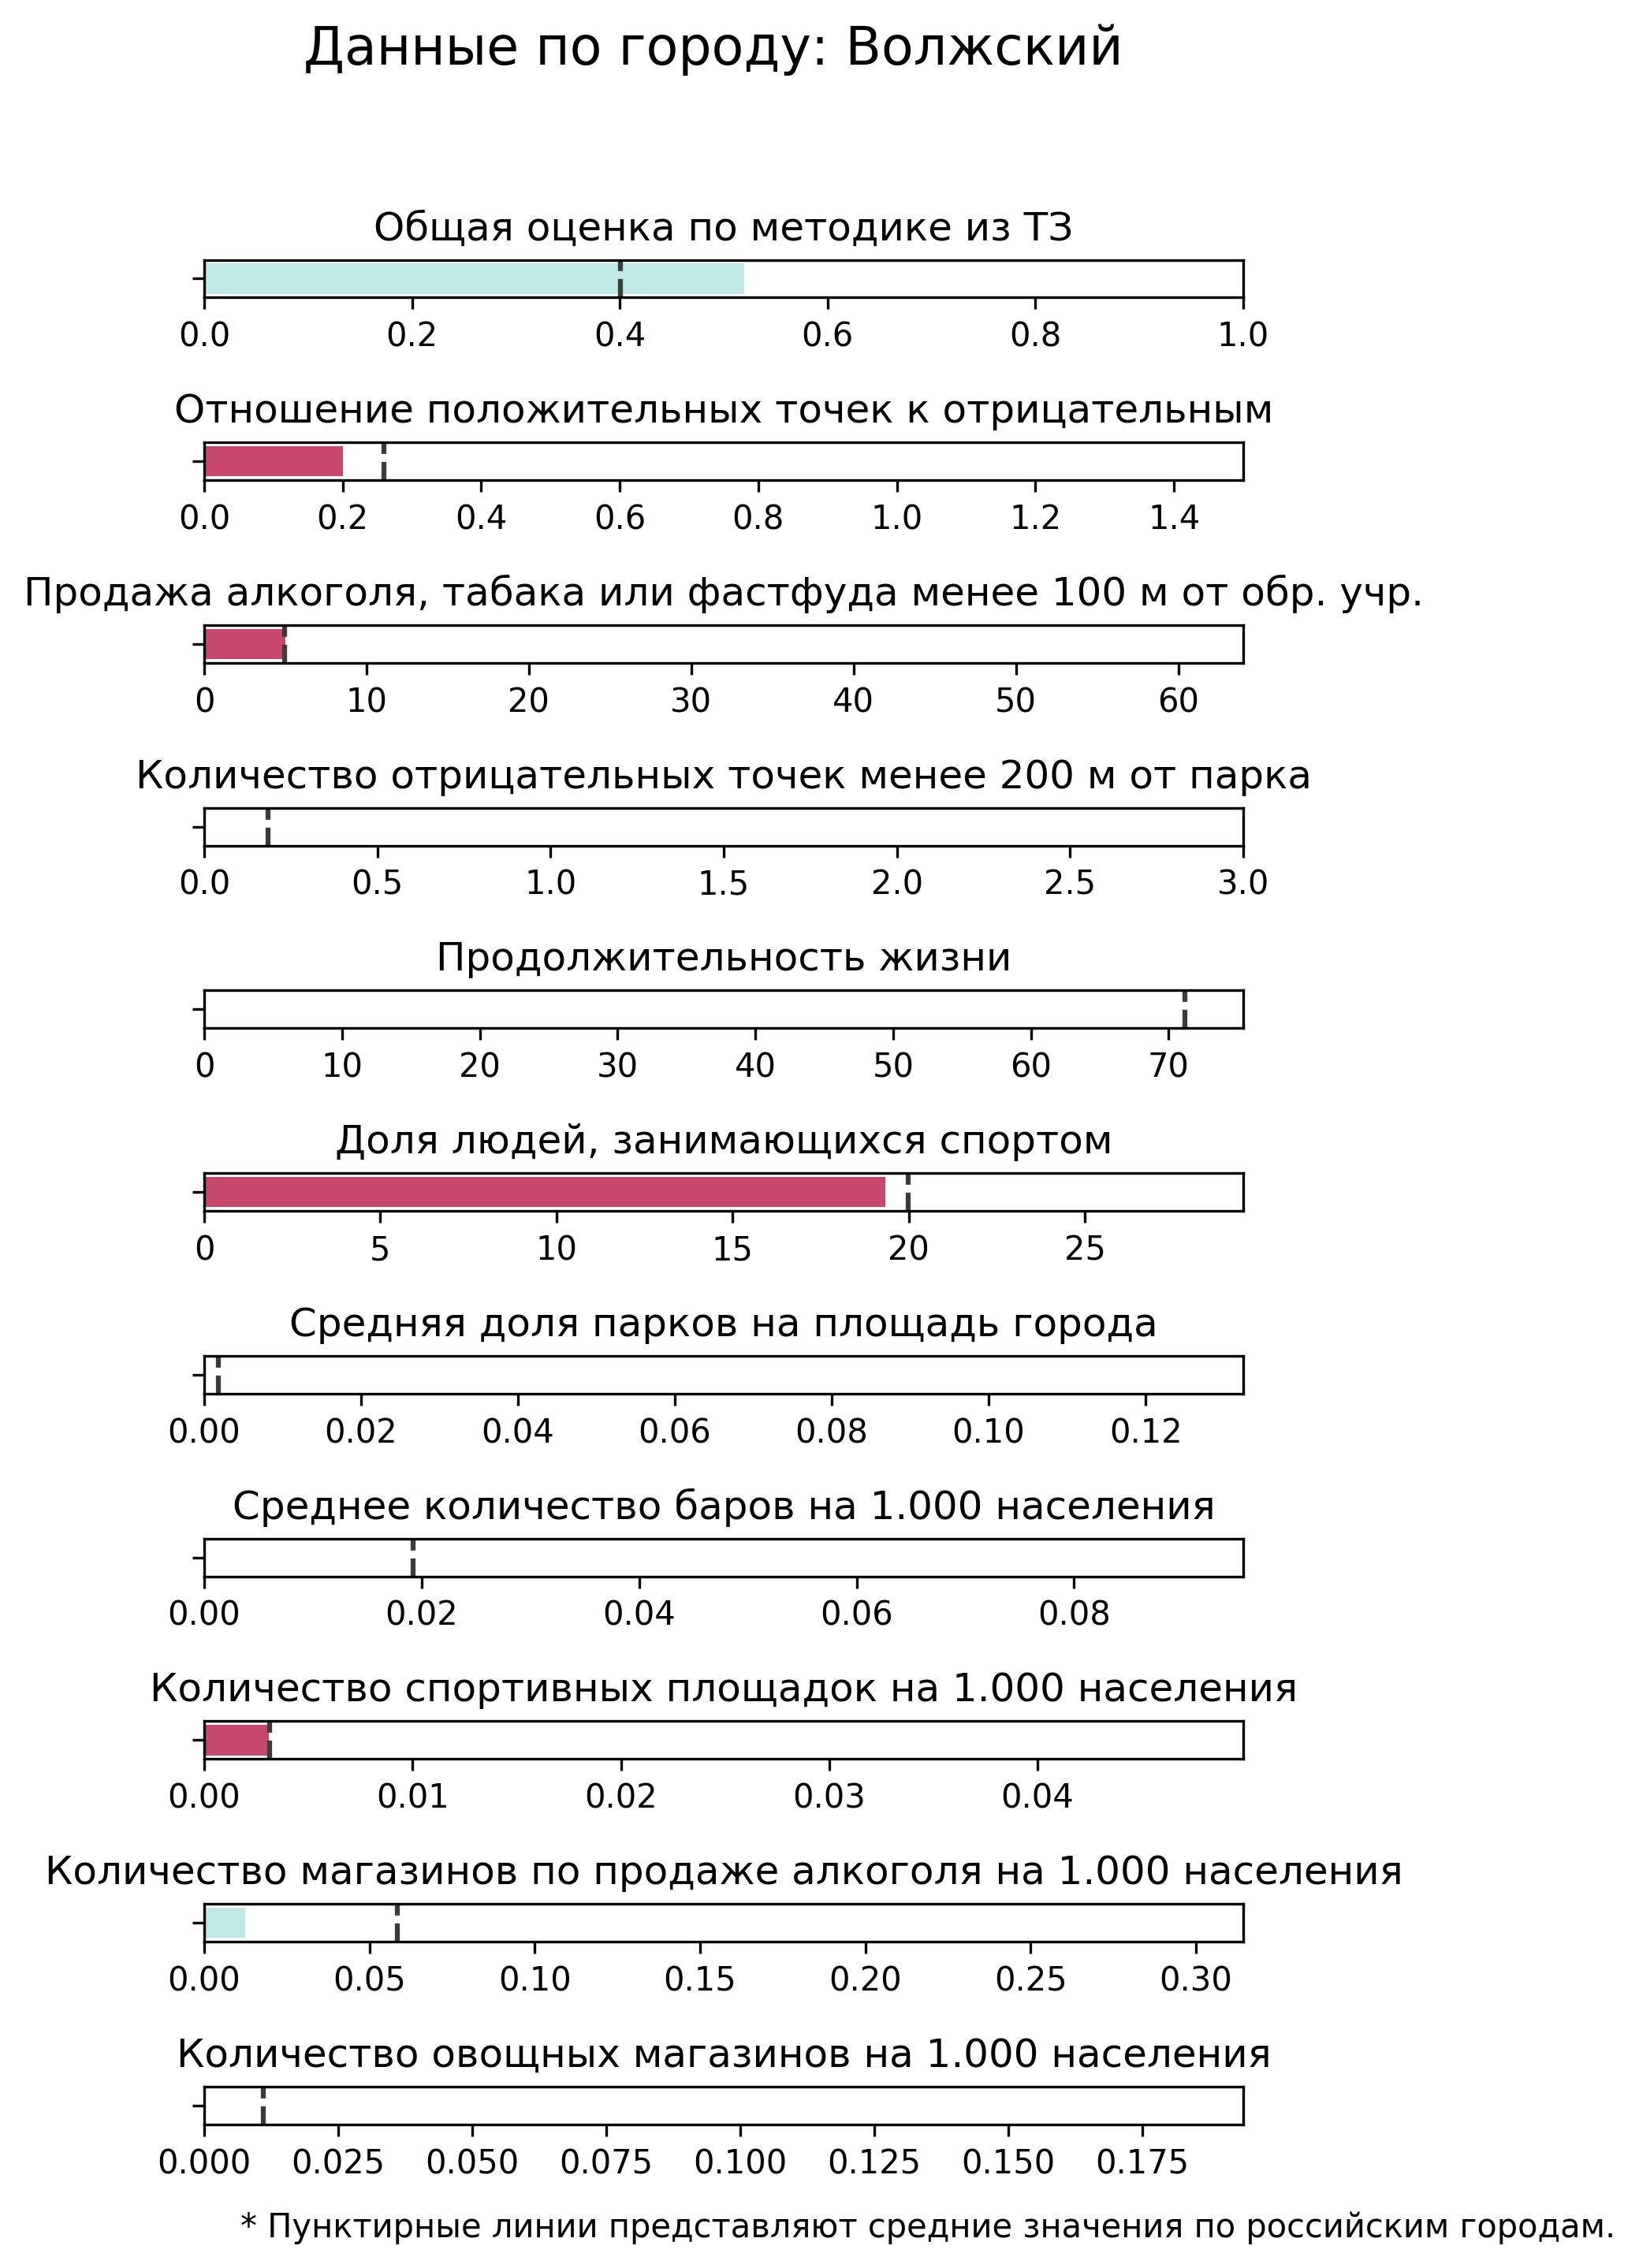 Данные по городу: Волжский
Общая оценка по методике из ТЗ
0.0 0.2 0.4 0.6 0.8 1.0
Отношение положительных точек к отрицательным
0.0 0.2 0.4 0.6 0.8 1.0 1.2 1.4
Продажа алкоголя, табака или фастфуда менее 100 м от обр. учр.
0 10 20 30 40 50 60
Количество отрицательных точек менее 200 м от парка
0.0 0.5 1.0 1.5 2.0 2.5 3.0
Продолжительность жизни
0 10 20 30 40 50 60 70
Доля людей, занимающихся спортом
0 5 10 15 20 25
Средняя доля парков на площадь города
0.00 0.02 0.04 0.06 0.08 0.10 0.12
Среднее количество баров на 1.000 населения
0.00 0.02 0.04 0.06 0.08
Количество спортивных площадок на 1.000 населения
0.00 0.01 0.02 0.03 0.04
Количество магазинов по продаже алкоголя на 1.000 населения
0.00 0.05 0.10 0.15 0.20 0.25 0.30
Количество овощных магазинов на 1.000 населения
0.000 0.025 0.050 0.075 0.100 0.125 0.150 0.175
* Пунктирные линии представляют средние значения по российским городам.